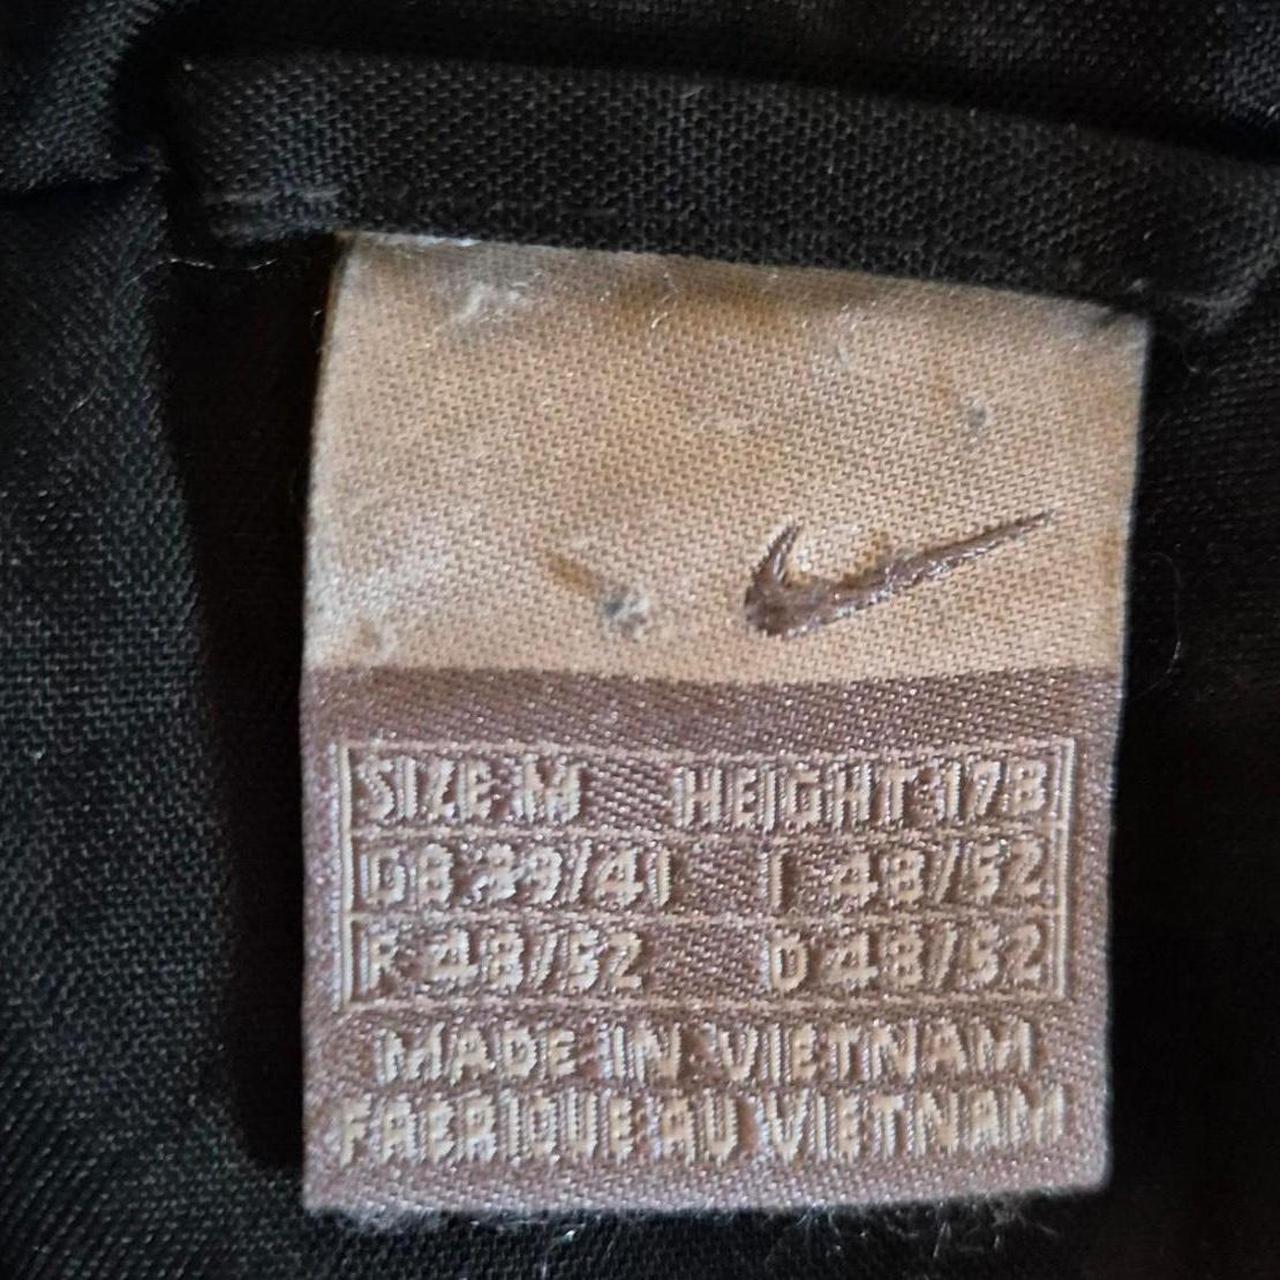 SIZE M HEIGHT 178
GB 39/41 I 48/52
F 48/52 D 48/52
MADE IN VIETNAM
FABRIQUE AU VIETNAM